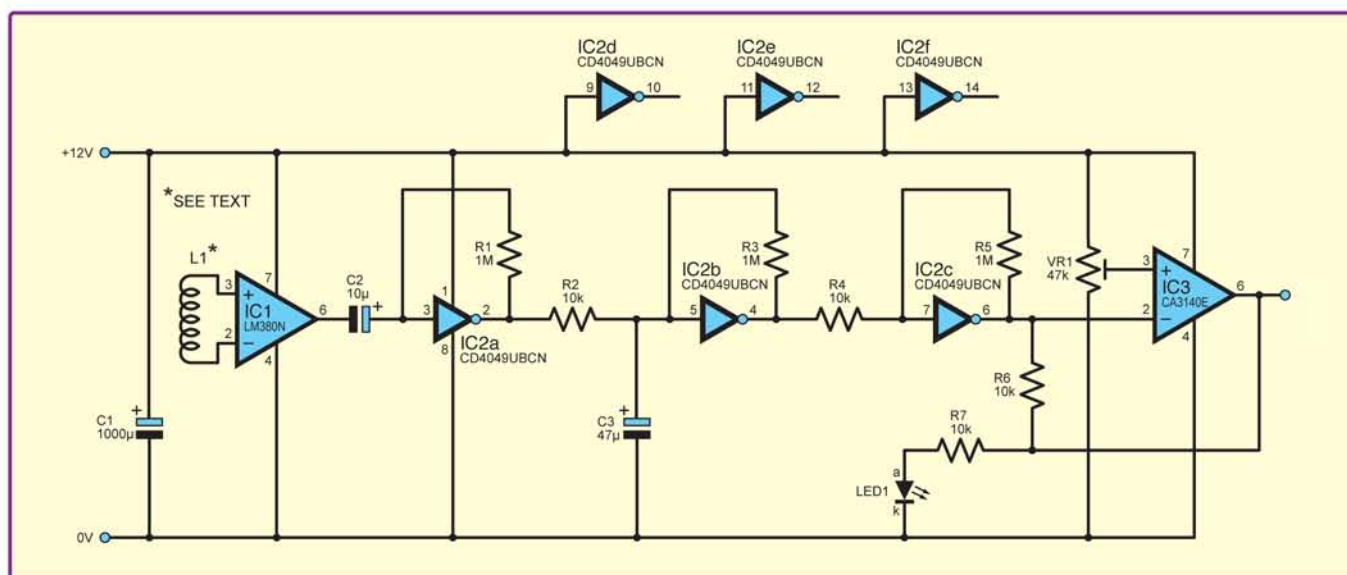 IC2d
CD4049UBCN
9
10
IC2e
CD4049UBCN
11
12
IC2f
CD4049UBCN
13
14
+12V
*SEE TEXT
L1*
3
+
2
−
IC1
LM380N
7
6
4
C2
10µ
+
R1
1M
1
3
2
8
IC2a
CD4049UBCN
R2
10k
R3
1M
IC2b
CD4049UBCN
5
4
R4
10k
R5
1M
IC2c
CD4049UBCN
7
6
VR1
47k
3
+
2
−
7
IC3
CA3140E
6
4
R6
10k
R7
10k
C1
1000µ
+
C3
47µ
+
a
LED1
k
0V